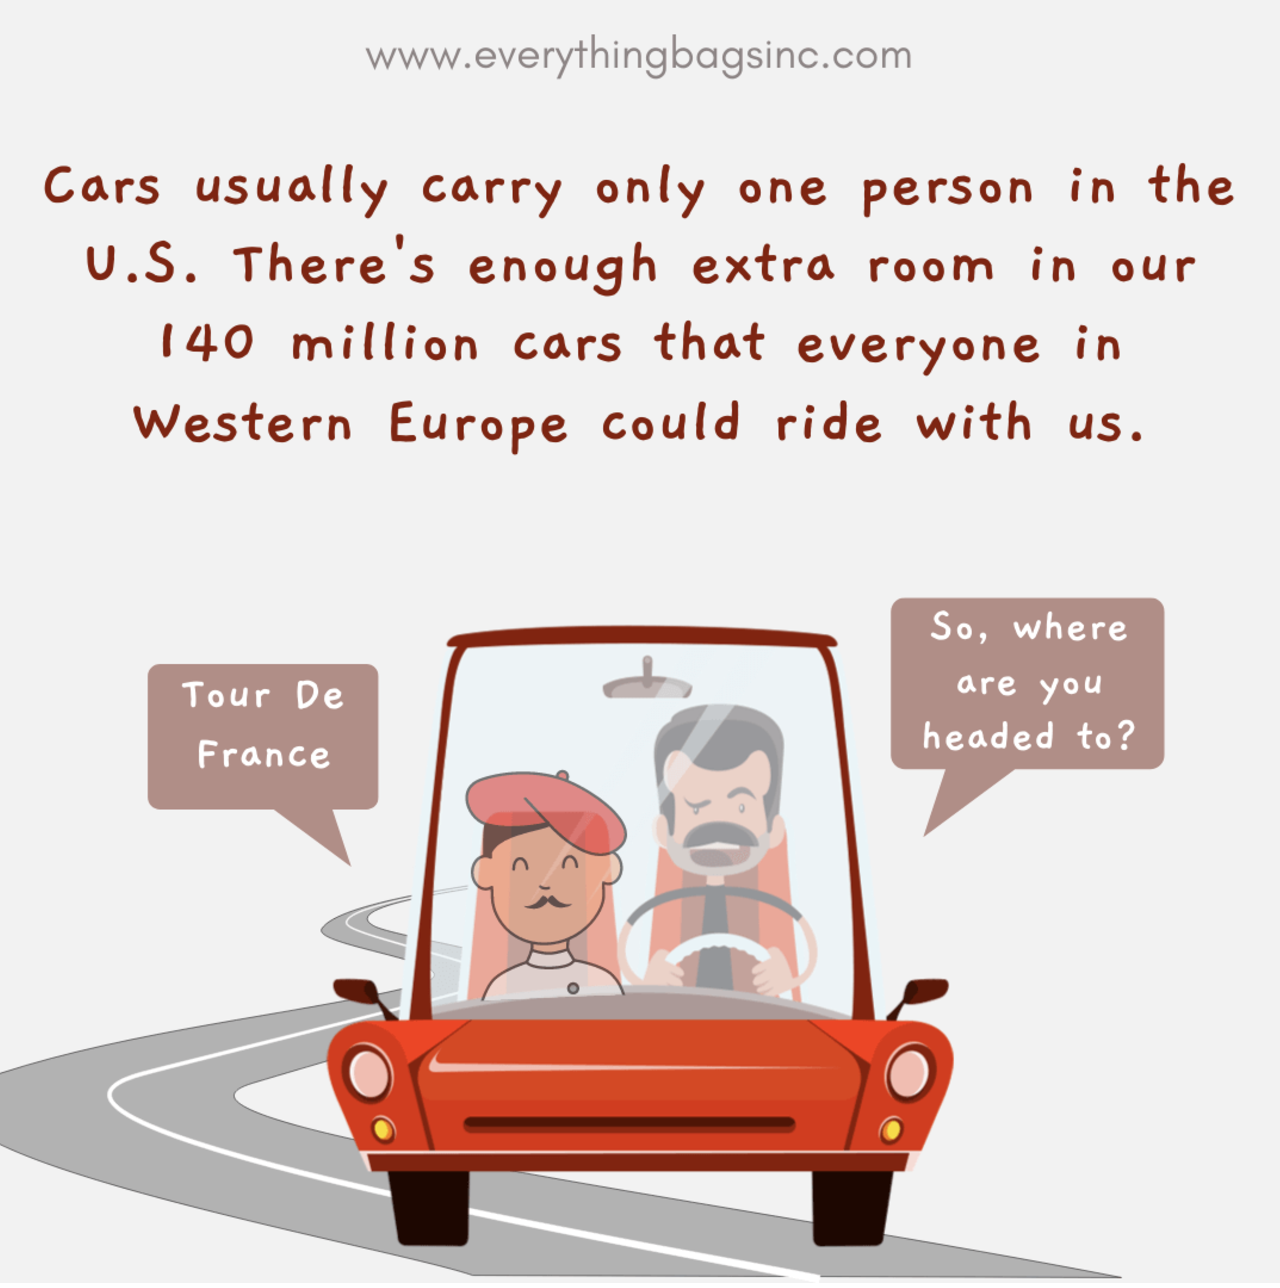 www.everythingbagsinc.com
Cars usually carry only one person in the
U.S. There's enough extra room in our
140 million cars that everyone in
Western Europe could ride with us.
So, where
are you
headed to?
Tour De
France